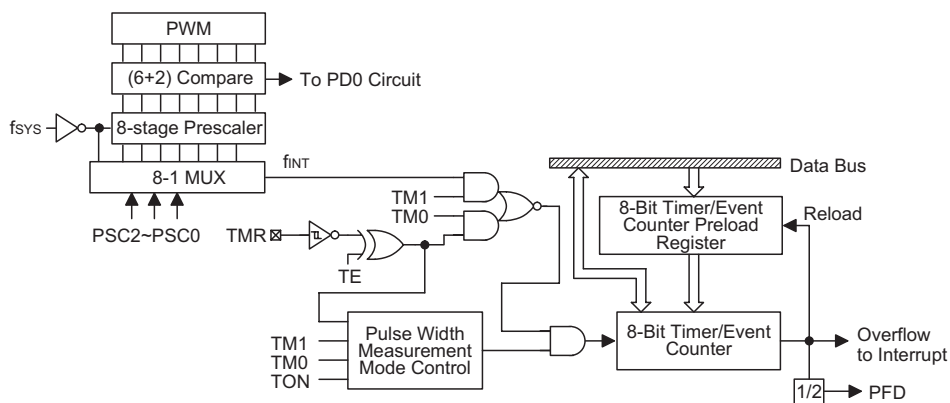 PWM
(6+2) Compare
To PD0 Circuit
fSYS
8-stage Prescaler
8-1 MUX
fINT
PSC2~PSC0
TM1
TM0
TMR
TE
Data Bus
8-Bit Timer/Event
Counter Preload
Register
Reload
TM1
TM0
TON
Pulse Width
Measurement
Mode Control
8-Bit Timer/Event
Counter
Overflow
to Interrupt
1/2
PFD